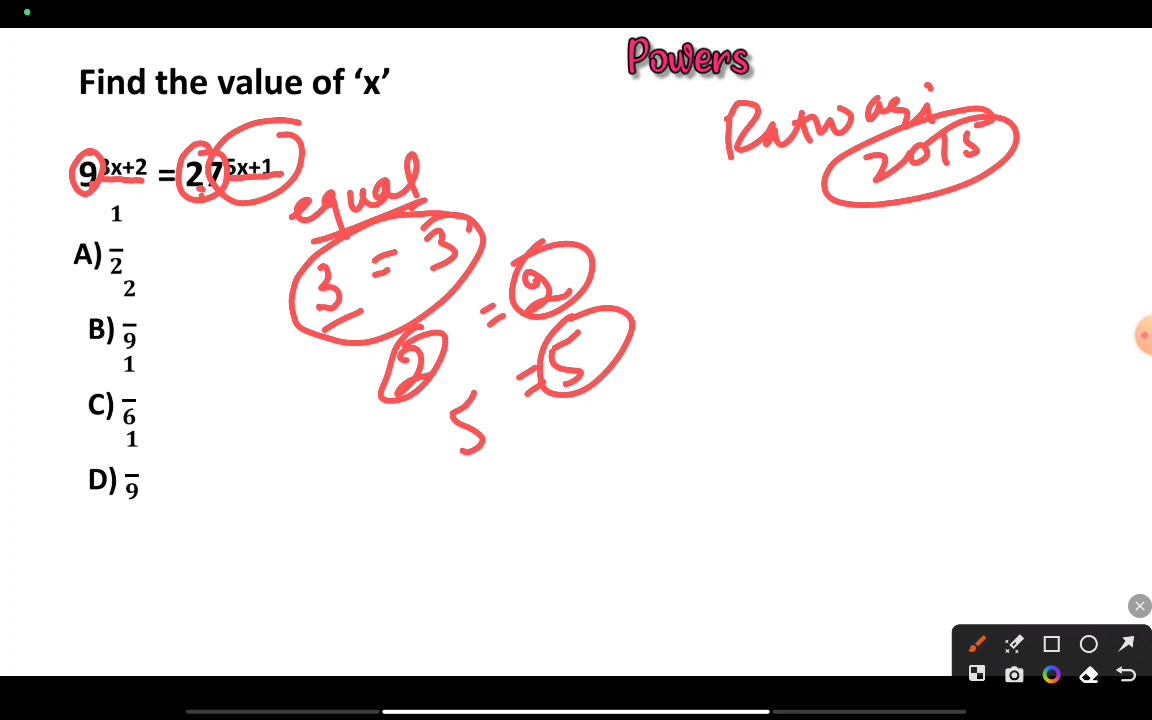 Powers
Find the value of ‘x’
Patwari
2015
9^3x+2 = 27^5x+1
equal
A) 1/2
B) 2/9
C) 1/6
D) 1/9
3 = 3
2 = 2
5 = 5